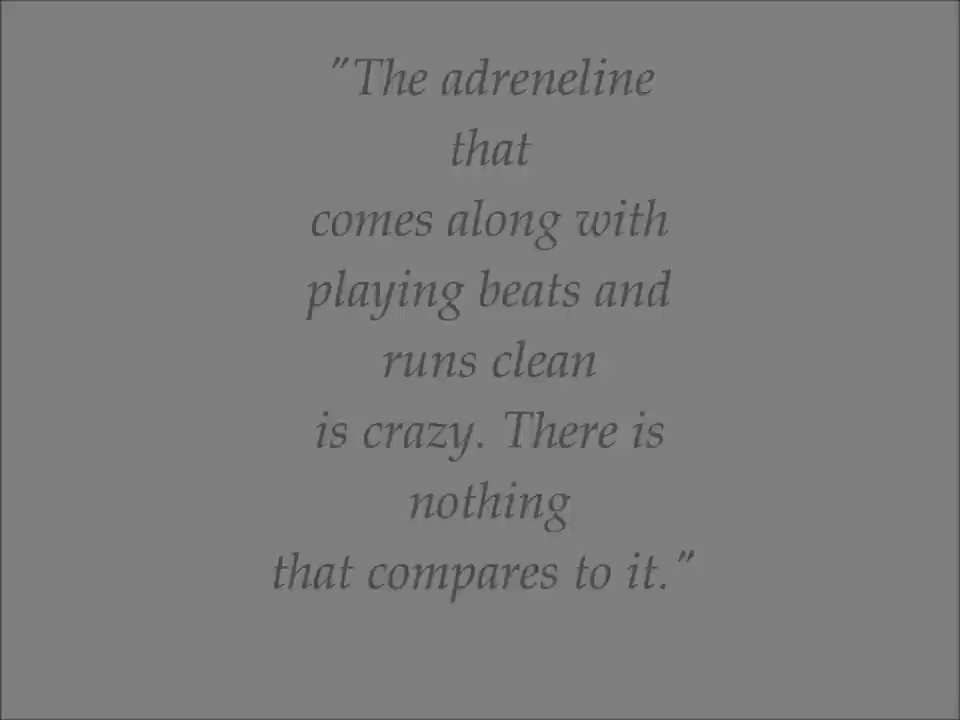 "The adreneline
that
comes along with
playing beats and
runs clean
is crazy. There is
nothing
that compares to it."